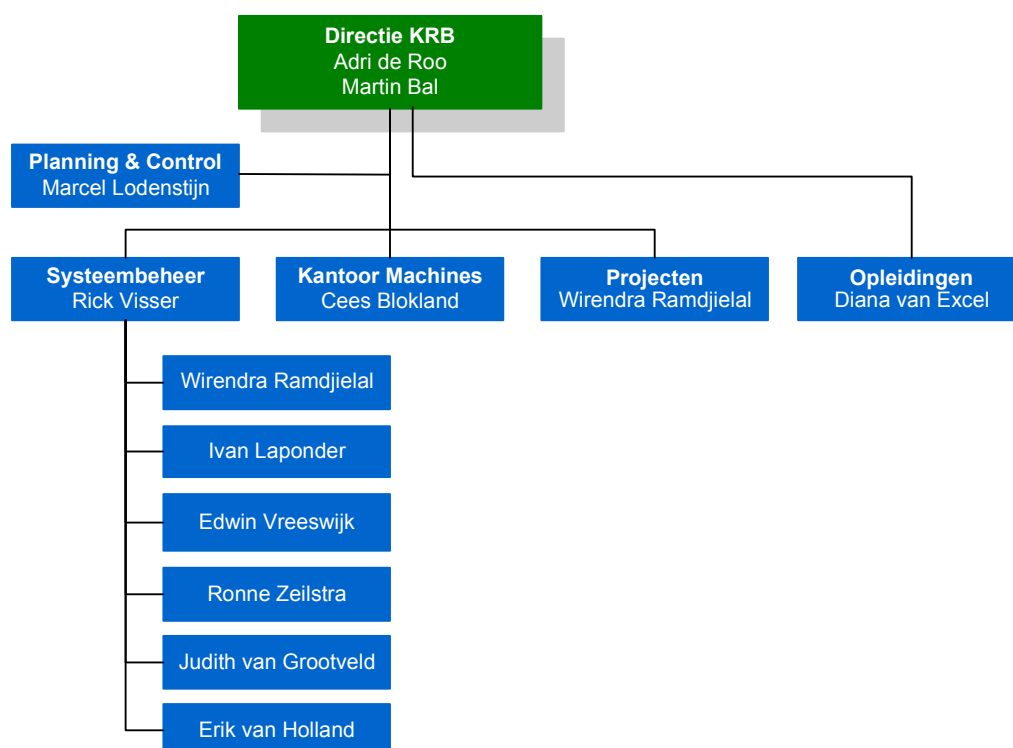 Directie KRB
Adri de Roo
Martin Bal
Planning & Control
Marcel Lodenstijn
Systeembeheer
Rick Visser
Kantoor Machines
Cees Blokland
Projecten
Wirendra Ramdjielal
Opleidingen
Diana van Excel
Wirendra Ramdjielal
Ivan Laponder
Edwin Vreeswijk
Ronne Zeilstra
Judith van Grootveld
Erik van Holland